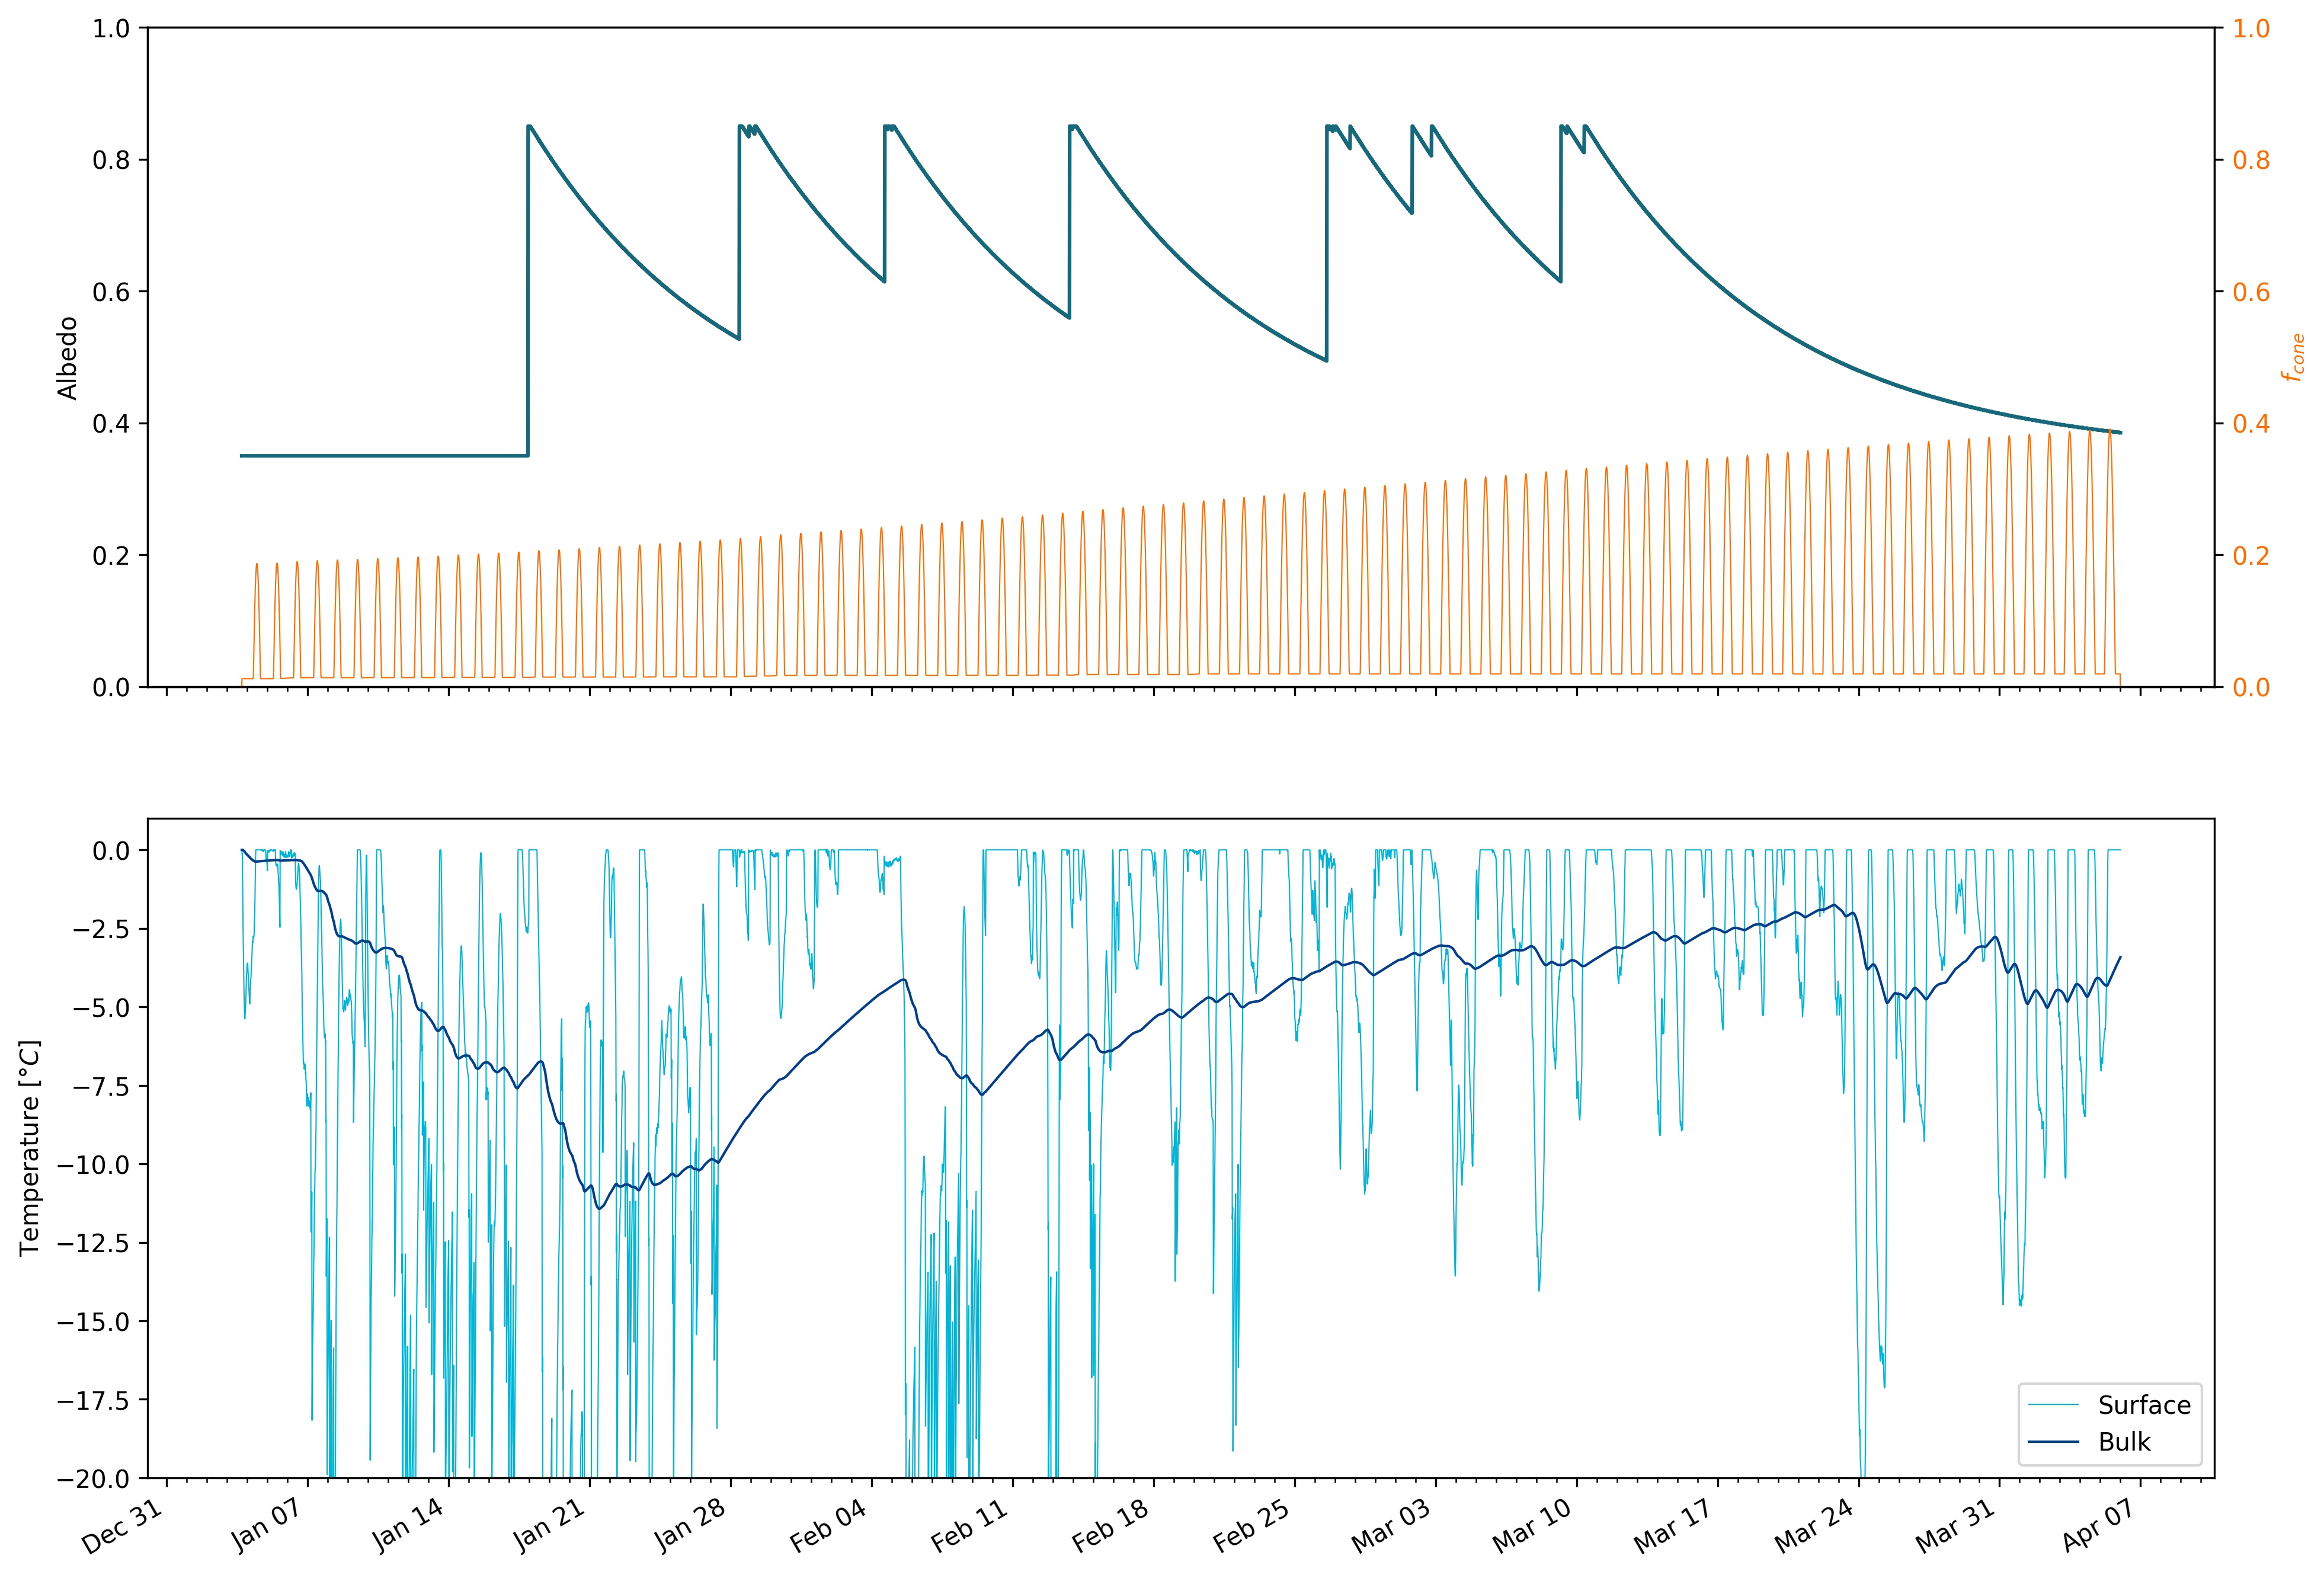 1.0
0.8
0.6
0.4
0.2
0.0
Albedo
1.0
0.8
0.6
0.4
0.2
0.0
fcone
0.0
−2.5
−5.0
−7.5
−10.0
−12.5
−15.0
−17.5
−20.0
Temperature [°C]
Surface
Bulk
Dec 31
Jan 07
Jan 14
Jan 21
Jan 28
Feb 04
Feb 11
Feb 18
Feb 25
Mar 03
Mar 10
Mar 17
Mar 24
Mar 31
Apr 07